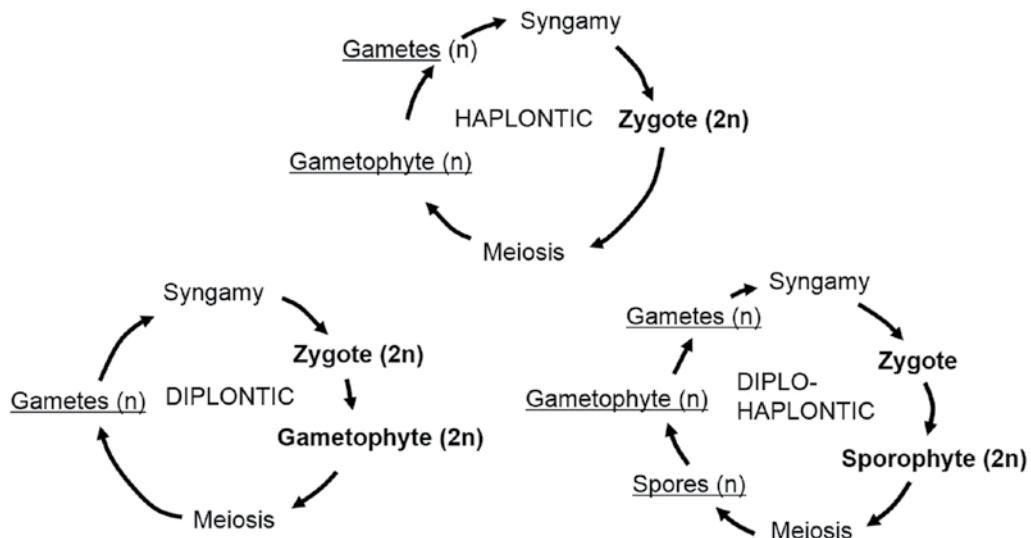 Syngamy
Gametes (n)
HAPLONTIC
Zygote (2n)
Gametophyte (n)
Meiosis
Syngamy
Zygote (2n)
Gametes (n)
DIPLONTIC
Gametophyte (2n)
Meiosis
Syngamy
Gametes (n)
Zygote
Gametophyte (n)
DIPLO-
HAPLONTIC
Sporophyte (2n)
Spores (n)
Meiosis